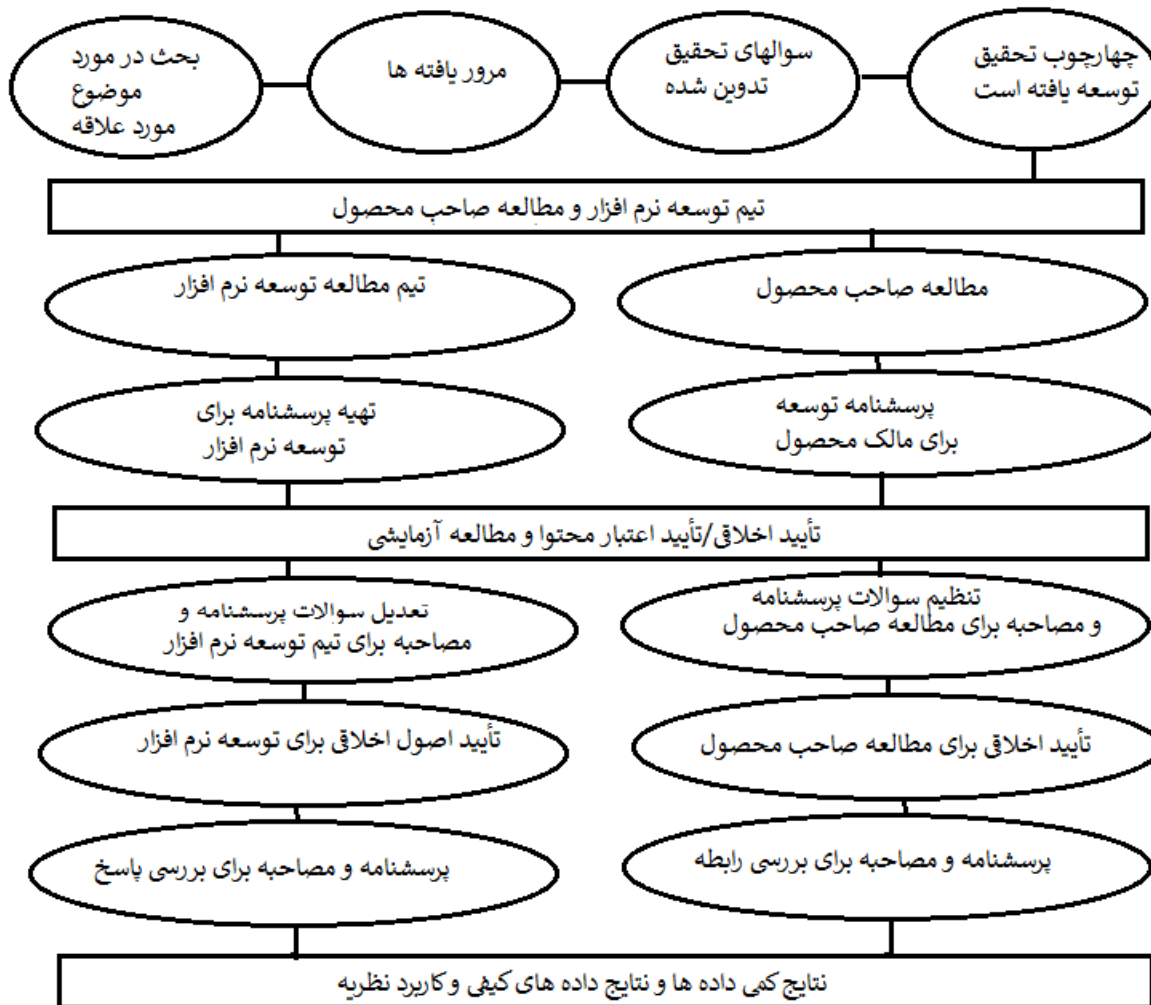 چهارچوب تحقیق
توسعه یافته است
سوالهای تحقیق
تدوین شده
مرور یافته ها
بحث در مورد
موضوع
مورد علاقه
تیم توسعه نرم افزار و مطالعه صاحب محصول
مطالعه صاحب محصول
تیم مطالعه توسعه نرم افزار
پرسشنامه توسعه
برای مالک محصول
تهیه پرسشنامه برای
توسعه نرم افزار
تأیید اخلاقی/تأیید اعتبار محتوا و مطالعه آزمایشی
تنظیم سوالات پرسشنامه
و مصاحبه برای مطالعه صاحب محصول
تعدیل سوالات پرسشنامه و
مصاحبه برای تیم توسعه نرم افزار
تأیید اخلاقی برای مطالعه صاحب محصول
تأیید اصول اخلاقی برای توسعه نرم افزار
پرسشنامه و مصاحبه برای بررسی رابطه
پرسشنامه و مصاحبه برای بررسی پاسخ
نتایج کمی داده ها و نتایج داده های کیفی و کاربرد نظریه